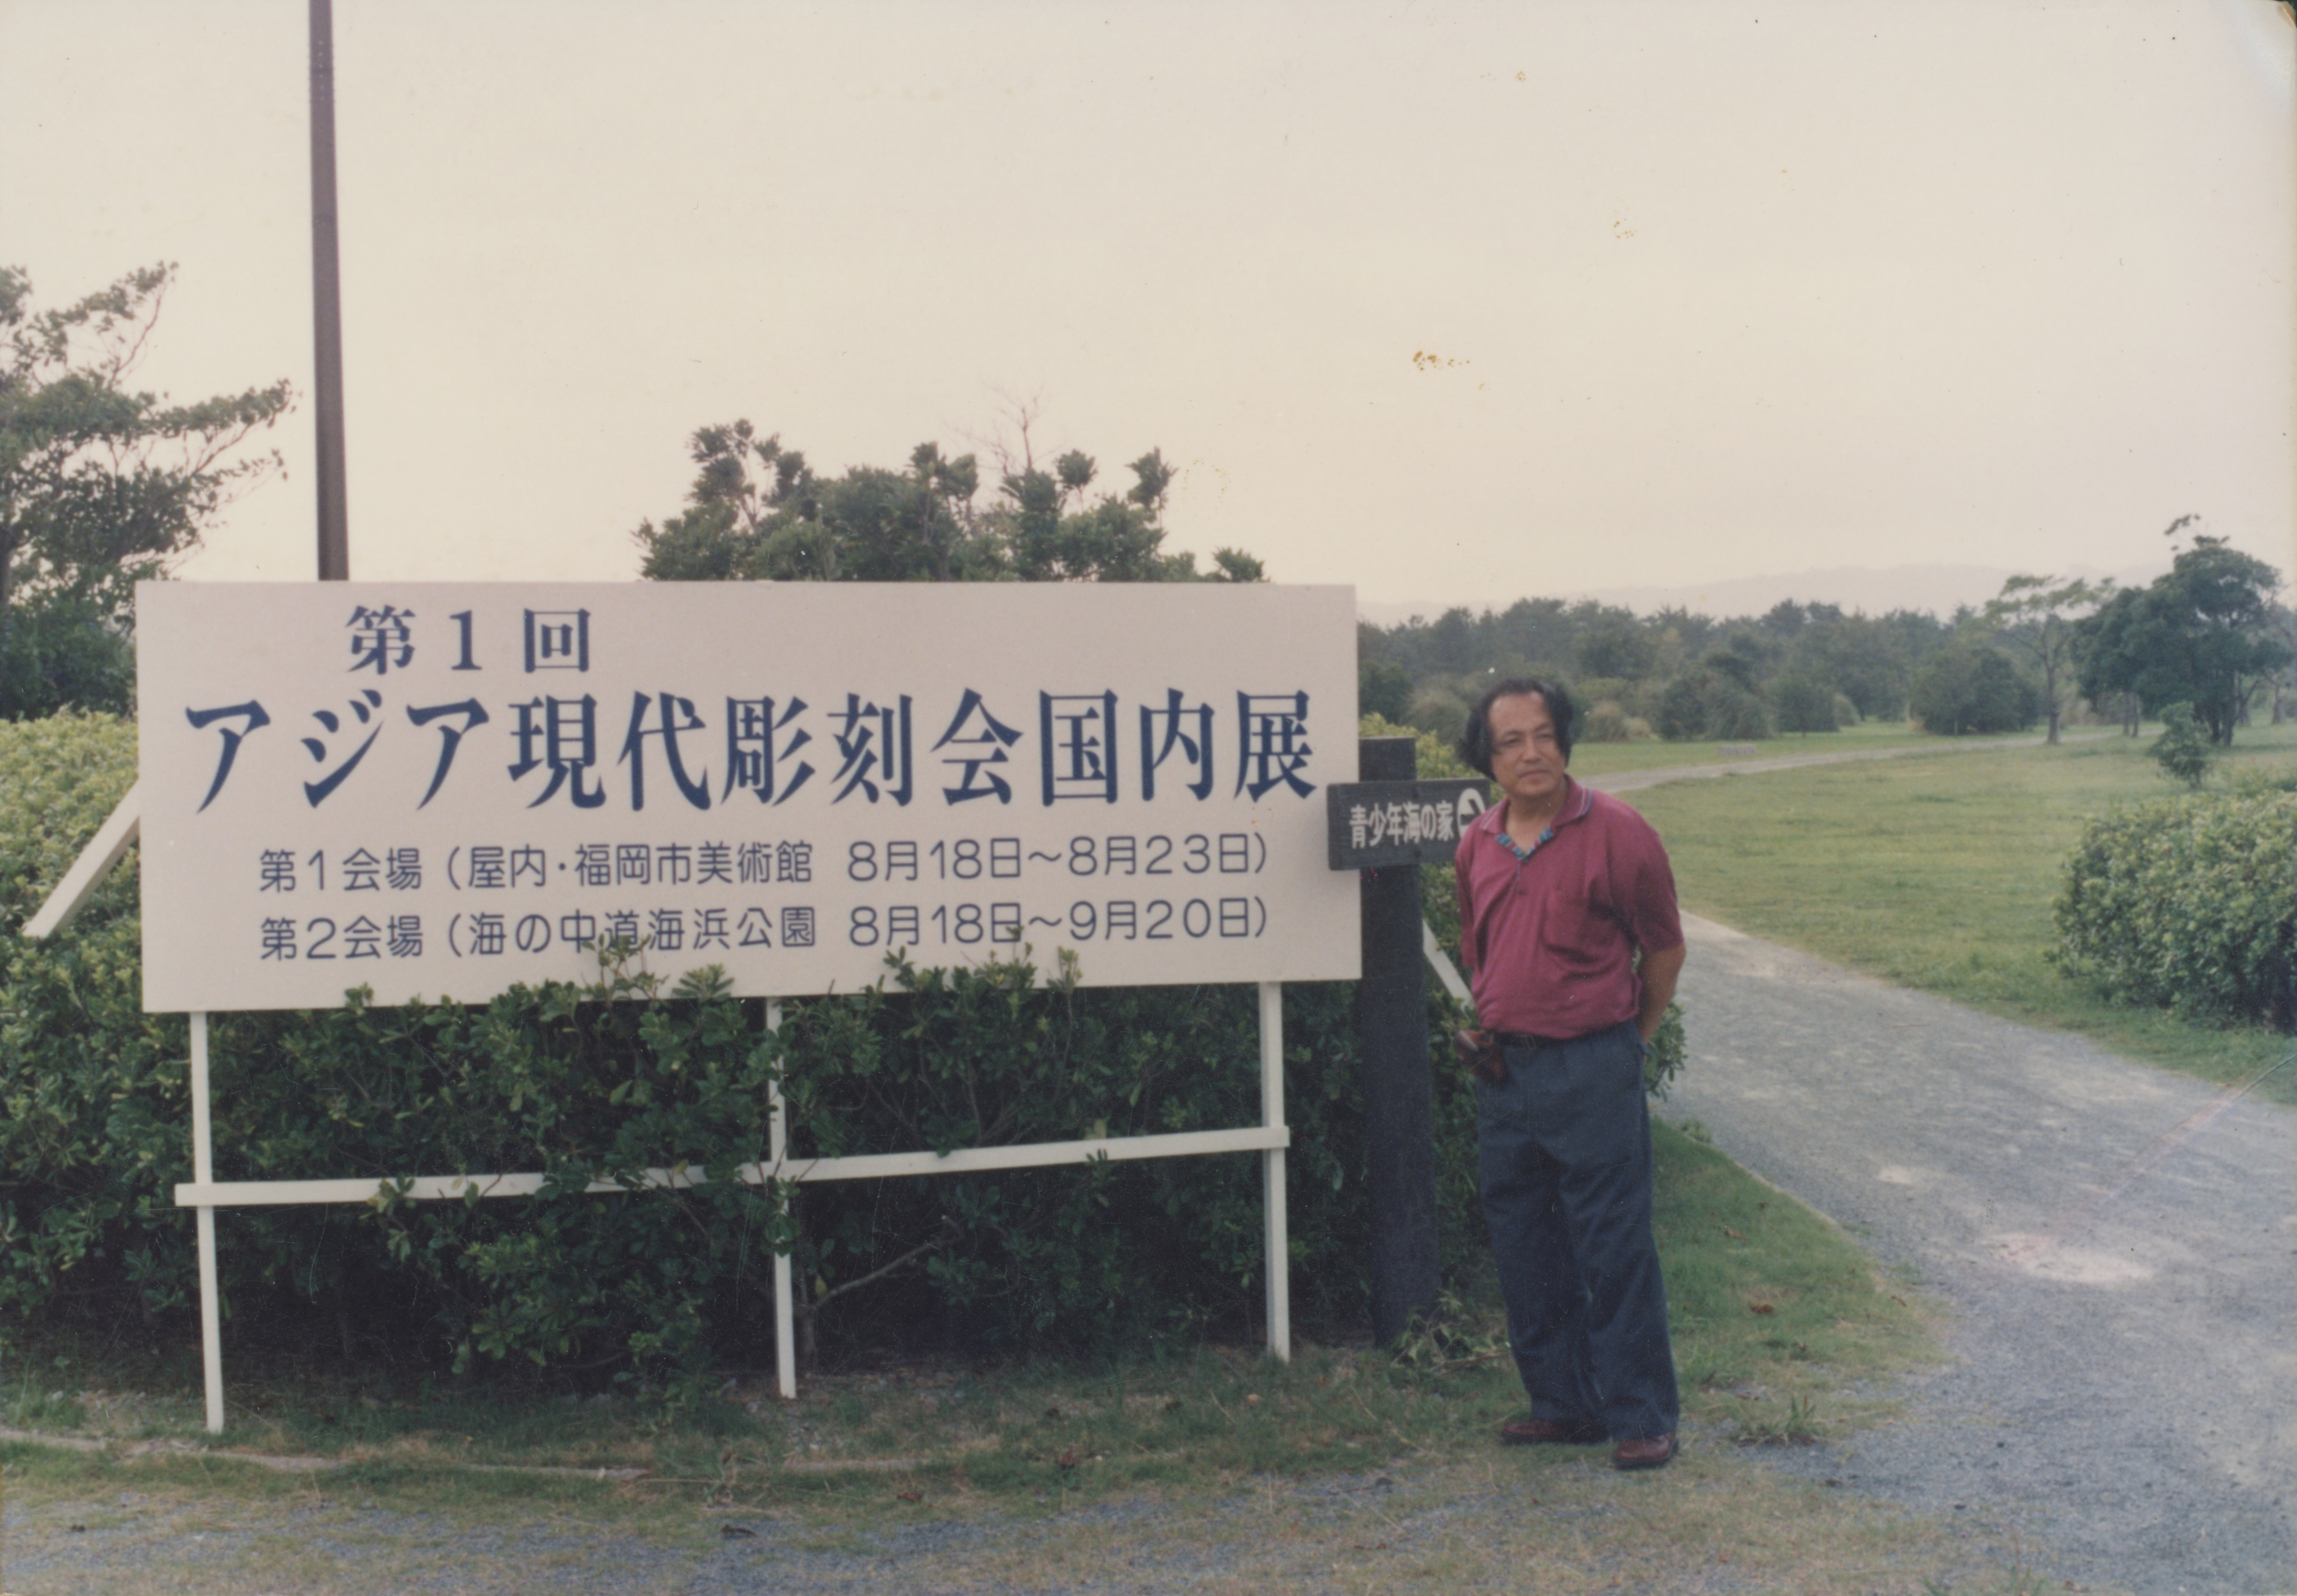 第1回
アジア現代彫刻会国内展
第1会場(屋内・福岡市美術館 8月18日～8月23日)
第2会場(海の中道海浜公園 8月18日～9月20日)
青少年海の家